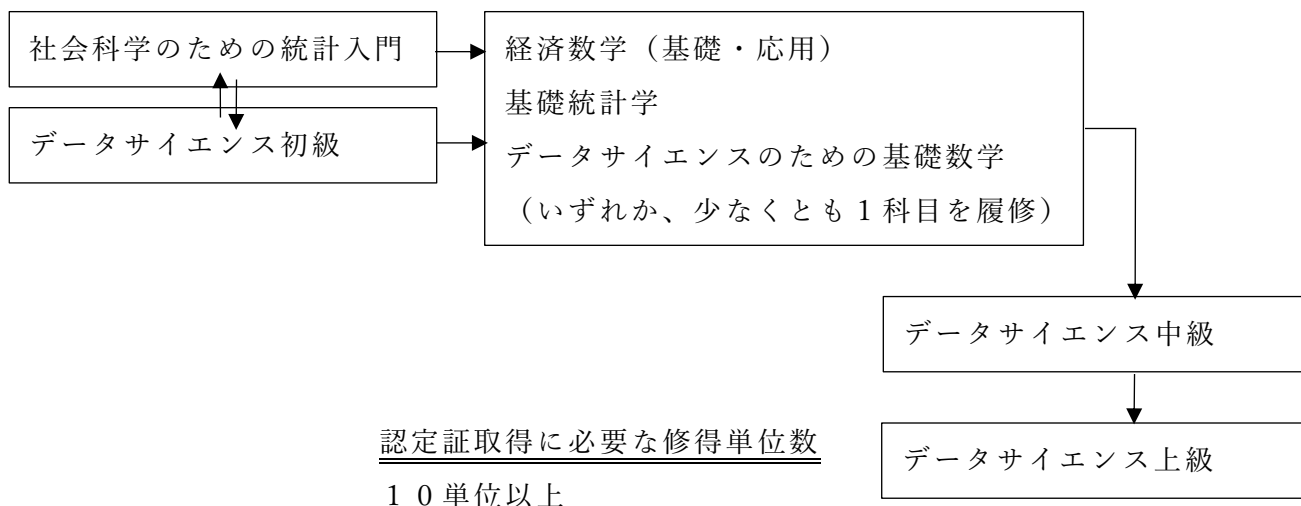 社会科学のための統計入門
データサイエンス初級
経済数学（基礎・応用）
基礎統計学
データサイエンスのための基礎数学
（いずれか、少なくとも１科目を履修）
データサイエンス中級
データサイエンス上級
認定証取得に必要な修得単位数
１０単位以上